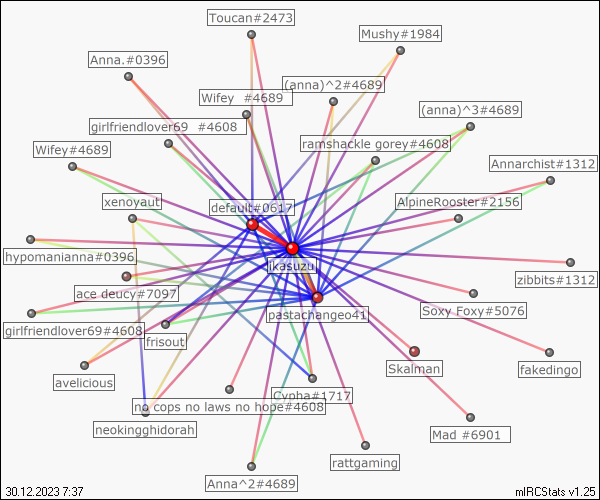 Toucan#2473
Mushy#1984
Anna.#0396
(anna)^2#4689
Wifey  #4689
(anna)^3#4689
girlfriendlover69  #4608
ramshackle gorey#4608
Wifey#4689
Annarchist#1312
xenoyaut
AlpineRooster#2156
default#0617
hypomanianna#0396
jkasuzu
zibbits#1312
ace deucy#7097
Soxy Foxy#5076
pastachangeo41
girlfriendlover69#4608
frisout
Skalman
fakedingo
avelicious
Cypha#1717
no cops no laws no hope#4608
neokingghidorah
Mad #6901
rattgaming
Anna^2#4689
30.12.2023 7:37
mIRCStats v1.25